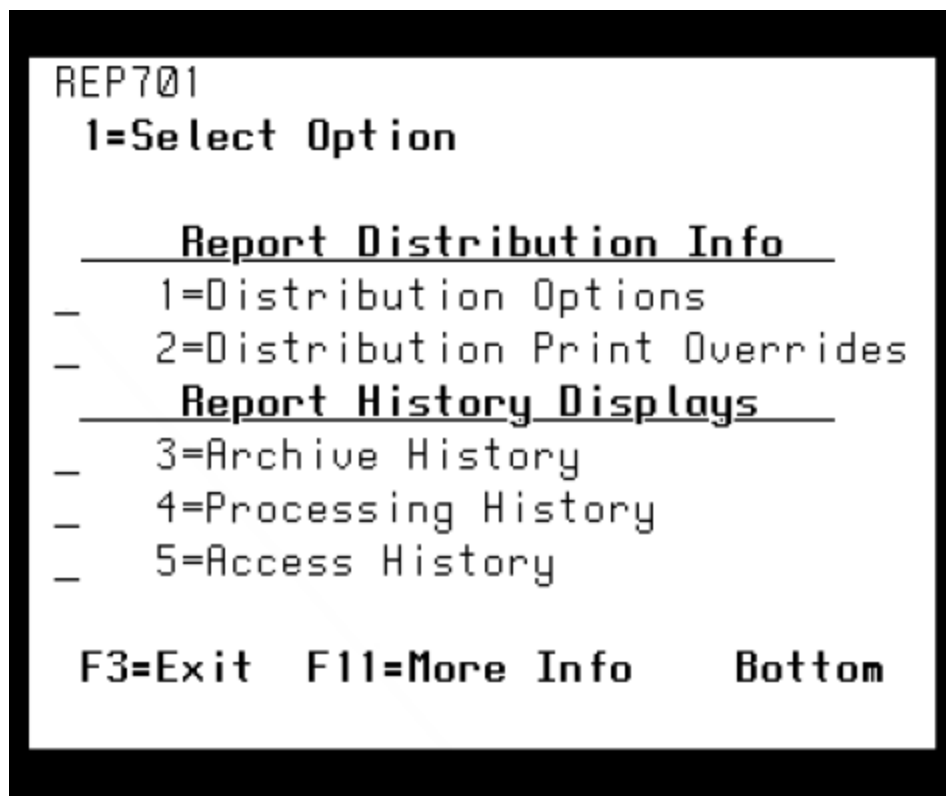 REP701
1=Select Option
Report Distribution Info
_ 1=Distribution Options
_ 2=Distribution Print Overrides
Report History Displays
_ 3=Archive History
_ 4=Processing History
_ 5=Access History
F3=Exit F11=More Info Bottom